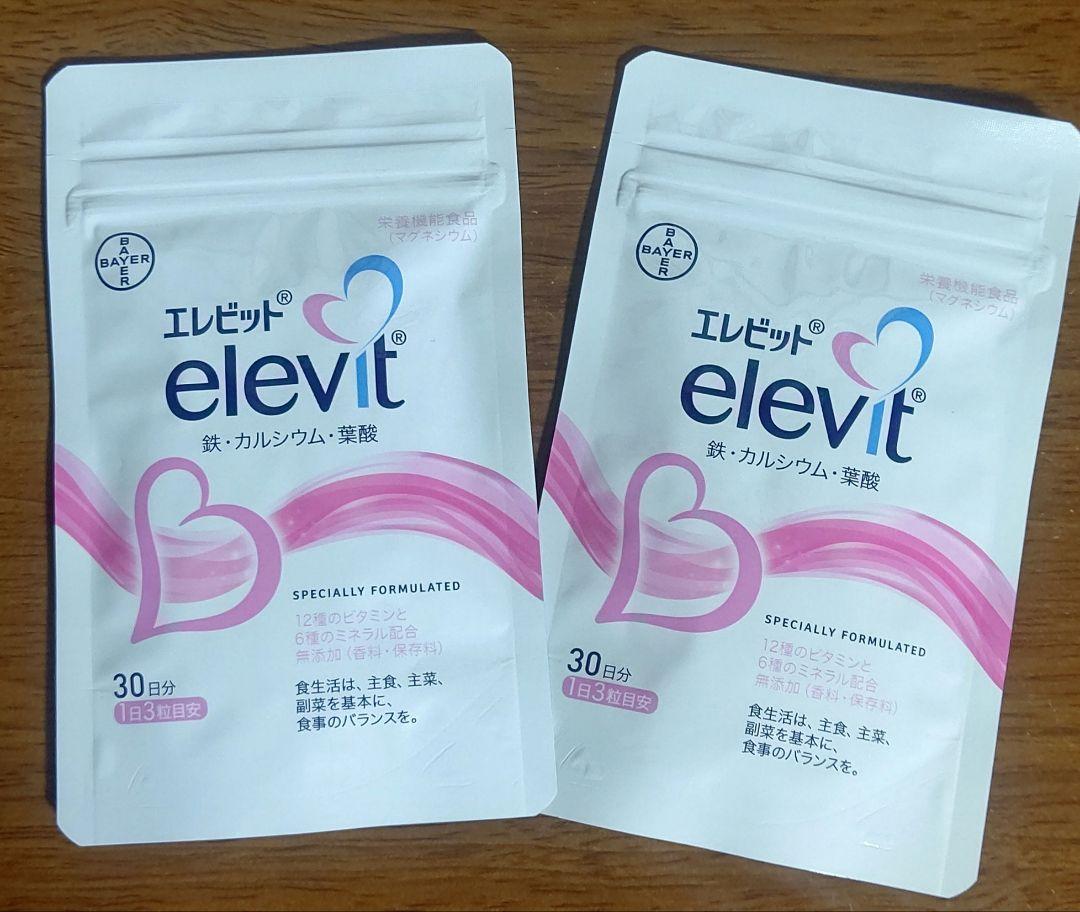 栄養機能食品
(マグネシウム)
BAYER
BAYER
エレビット®
elevit®
鉄・カルシウム・葉酸
SPECIALLY FORMULATED
12種のビタミンと
6種のミネラル配合
無添加(香料・保存料)
30日分
1日3粒目安
食生活は、主食、主菜、
副菜を基本に、
食事のバランスを。
栄養機能食品
(マグネシウム)
BAYER
BAYER
エレビット®
elevit®
鉄・カルシウム・葉酸
SPECIALLY FORMULATED
12種のビタミンと
6種のミネラル配合
無添加(香料・保存料)
30日分
1日3粒目安
食生活は、主食、主菜、
副菜を基本に、
食事のバランスを。